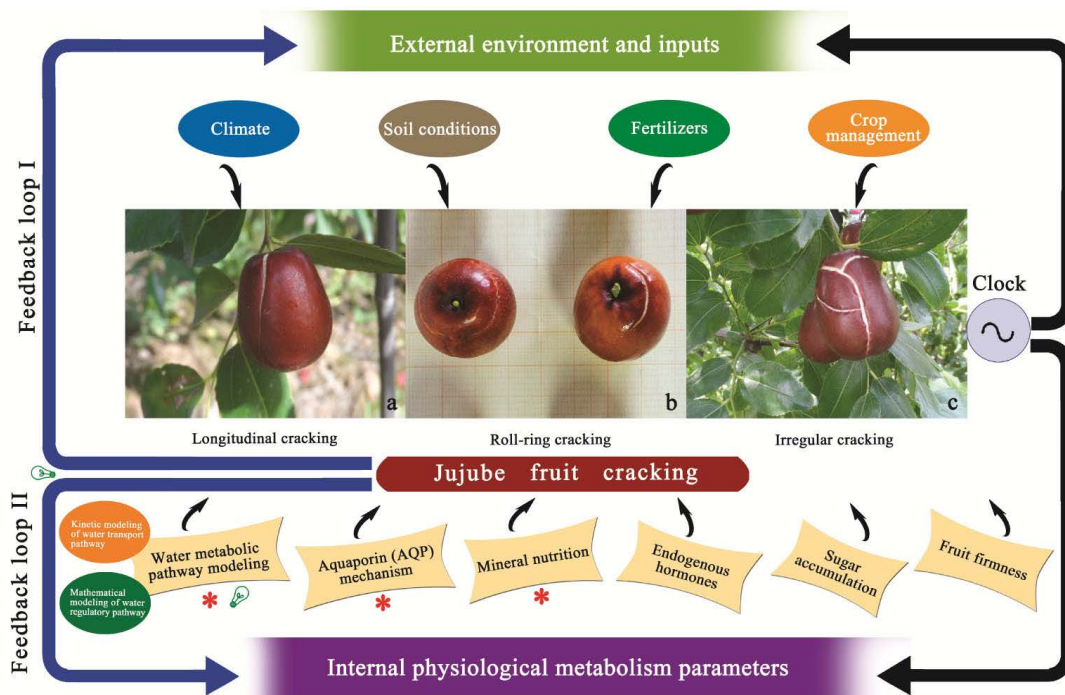 External environment and inputs
Climate
Soil conditions
Fertilizers
Crop
management
Feedback loop I
Clock
a
b
c
Longitudinal cracking
Roll-ring cracking
Irregular cracking
Jujube fruit cracking
Feedback loop II
Kinetic modeling
of water transport
pathway
Mathematical
modeling of water
regulatory pathway
Water metabolic
pathway modeling
*
Aquaporin (AQP)
mechanism
*
Mineral nutrition
*
Endogenous
hormones
Sugar
accumulation
Fruit firmness
Internal physiological metabolism parameters